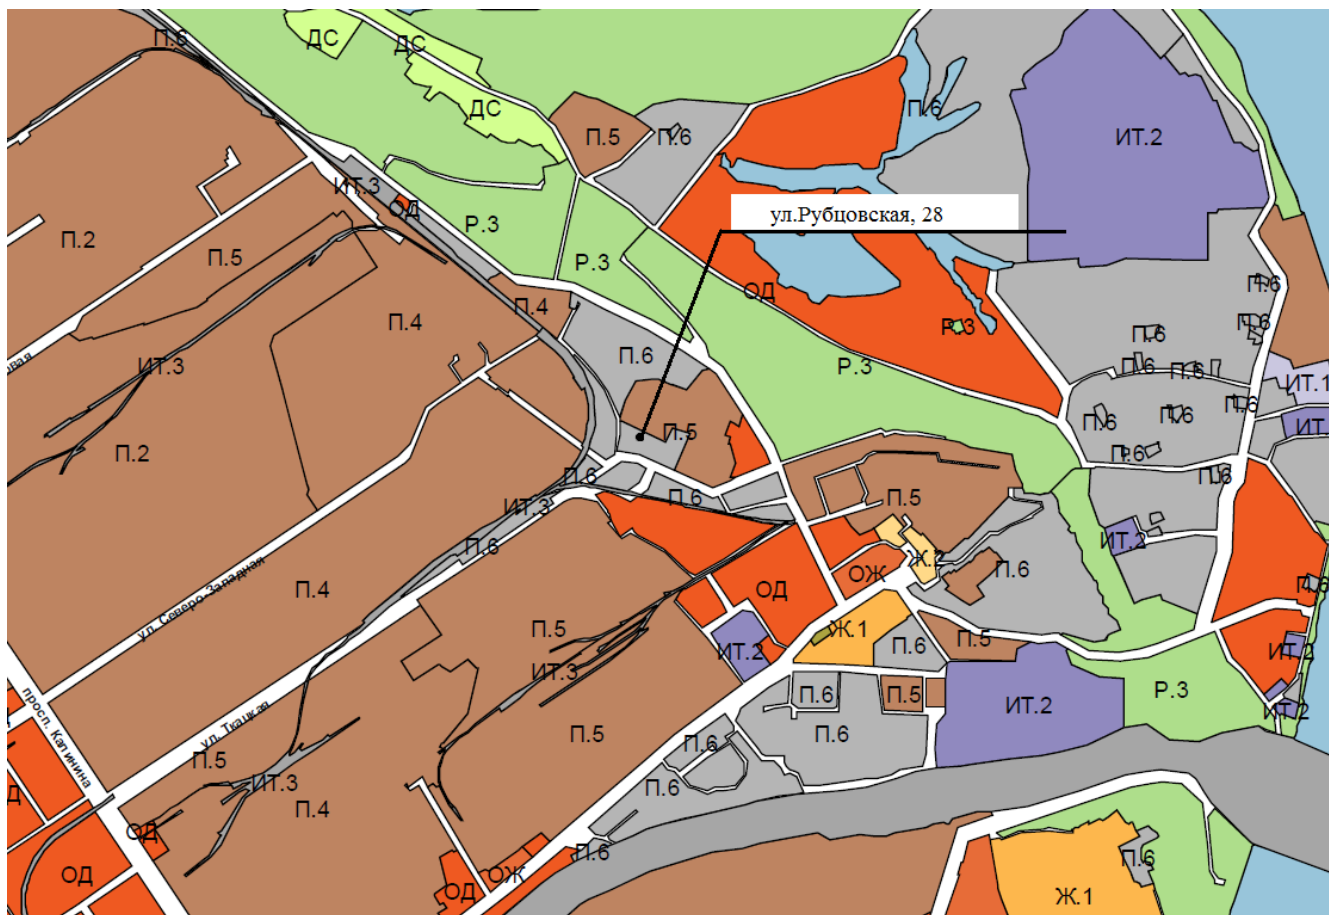 П.6
ДС
ДС
ДС
П.5
П.6
П.6
ИТ.2
ИТ.3
ОД
Р.3
ул.Рубцовская, 28
П.2
П.5
Р.3
ОД
П.6
П.4
П.4
П.6
Р.3
П.6
П.6
ИТ.3
П.6
Р.3
П.6
П.6
ИТ.1
П.6
П.6
П.6
П.5
ИТ.
П.2
П.6
П.6
П.6
П.6
П.5
ИТ.3
П.6
ИТ.2
Ж.2
П.6
ОЖ
ул. Северо-Западная
П.4
ОД
П.6
П.5
Ж.1
П.5
П.6
ИТ.2
ИТ.3
ИТ.2
Р.3
П.6
П.5
ИТ.2
ИТ.2
просп. Калинина
ул. Ткацкая
П.5
П.5
П.6
П.6
ИТ.3
П.6
Д
П.4
ОД
П.6
П.6
ОД
ОД
ОЖ
Ж.1